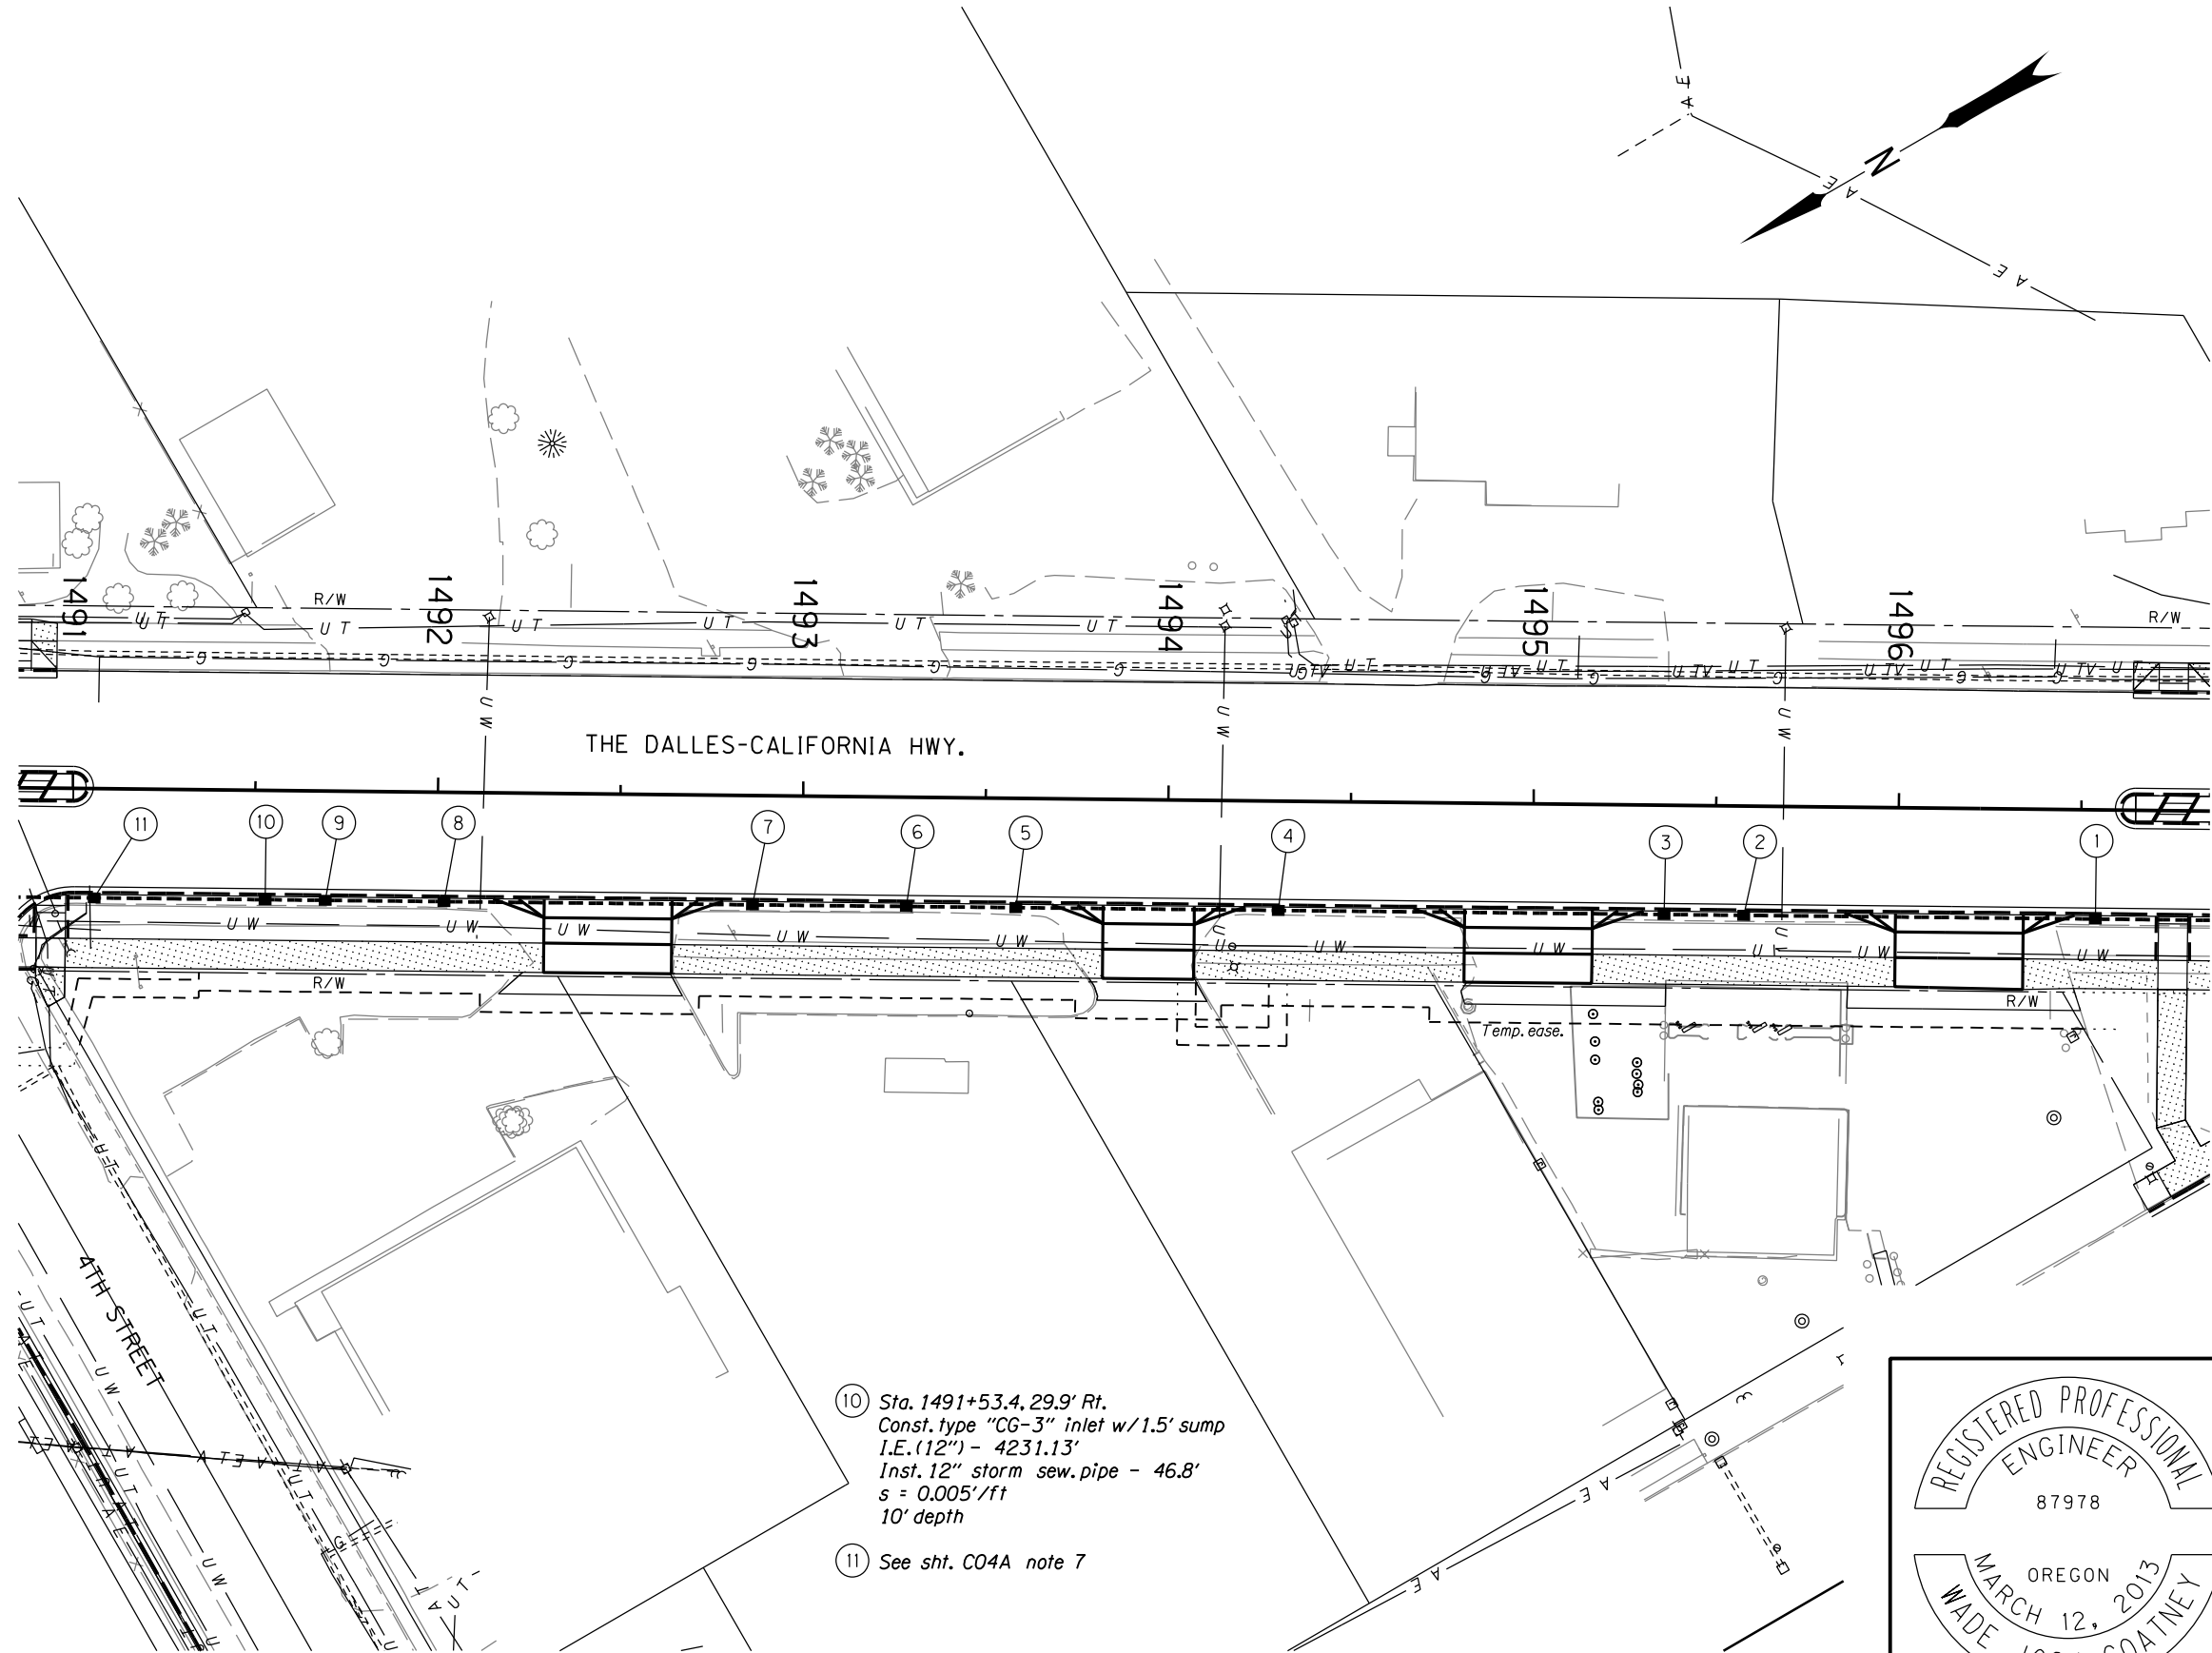 N
A E
A E
A E
1491
1492
1493
1494
1495
1496
R/W
R/W
U T
U T
U T
U T
U T
U T
U T
U T
U T
G
G
G
G
G
G
G
G
U TV
U TV
U TV
U W
U W
U W
THE DALLES-CALIFORNIA HWY.
11
10
9
8
7
6
5
4
3
2
1
U W
U W
U W
U W
U W
U W
U W
U W
U W
R/W
R/W
Temp. ease.
4TH STREET
U T
U T
U T
U T
U W
U W
A E
A E
10 Sta. 1491+53.4, 29.9' Rt.
Const. type "CG-3" inlet w/1.5' sump
I.E. (12") - 4231.13'
Inst. 12" storm sew. pipe - 46.8'
s = 0.005'/ft
10' depth
11 See sht. C04A note 7
REGISTERED PROFESSIONAL
ENGINEER
87978
OREGON
MARCH 12, 2013
WADE COATNEY